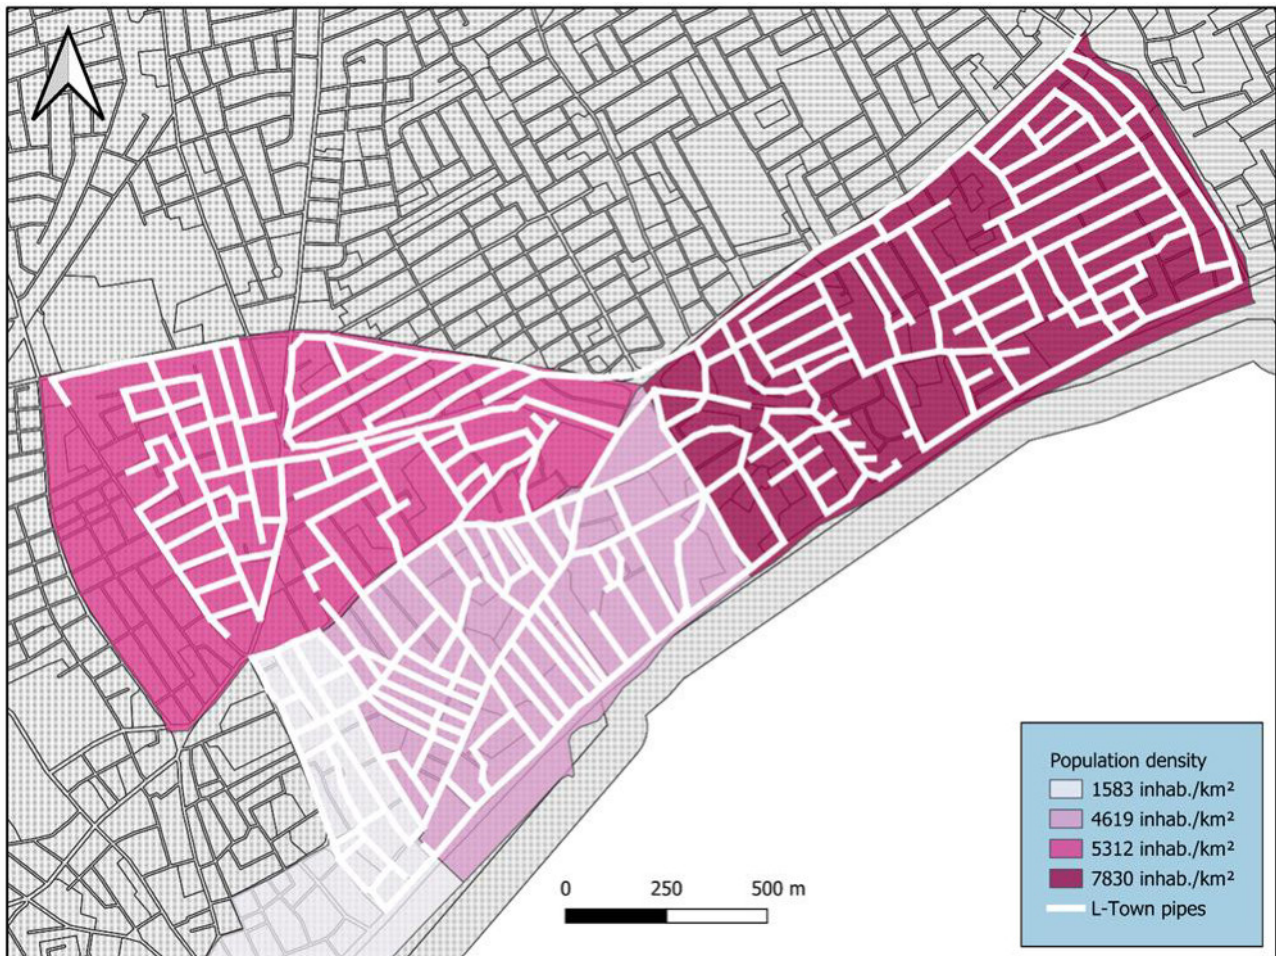 Population density
1583 inhab./km²
4619 inhab./km²
5312 inhab./km²
7830 inhab./km²
L-Town pipes
0 250 500 m